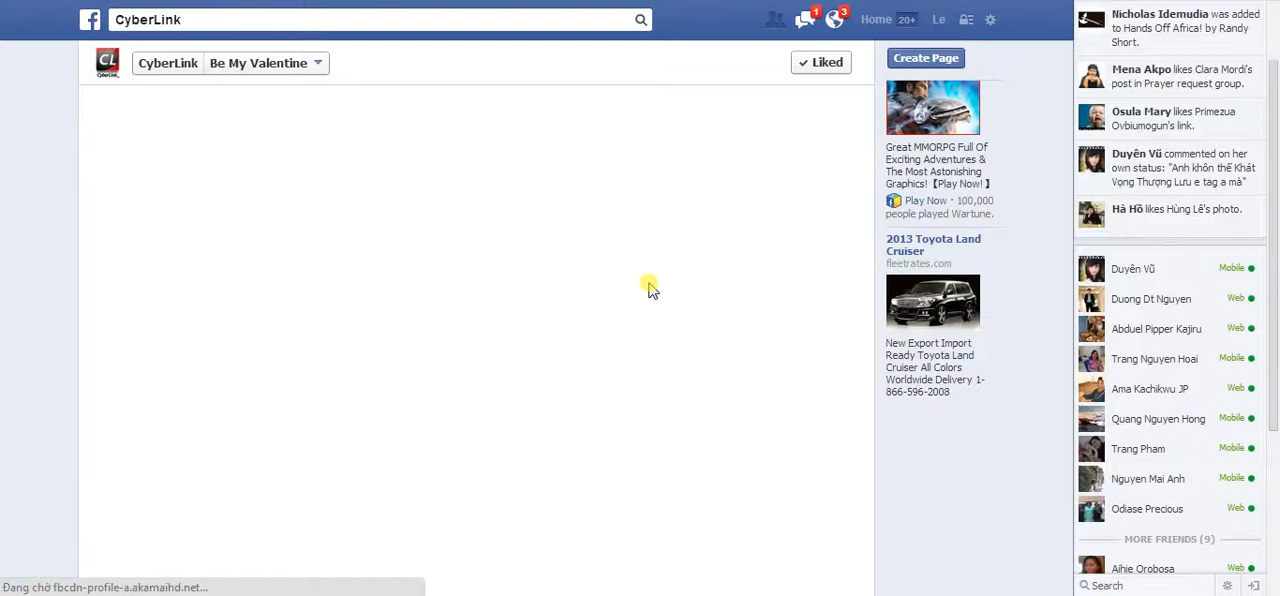 CyberLink
1
3
Home 20+
Le
CL
CyberLink
CyberLink Be My Valentine
Liked
Create Page
Great MMORPG Full Of
Exciting Adventures &
The Most Astonishing
Graphics!【Play Now! 】
Play Now · 100,000
people played Wartune.
2013 Toyota Land
Cruiser
fleetrates.com
New Export Import
Ready Toyota Land
Cruiser All Colors
Worldwide Delivery 1-
866-596-2008
Nicholas Idemudia was added
to Hands Off Africa! by Randy
Short.
Mena Akpo likes Clara Mordi's
post in Prayer request group.
Osula Mary likes Primezua
Ovbiumogun's link.
Duyên Vũ commented on her
own status: "Anh khôn thế Khát
Vọng Thượng Lưu e tag a mà"
Hà Hồ likes Hùng Lê's photo.
Duyên Vũ Mobile
Duong Dt Nguyen Web
Abduel Pipper Kajiru Web
Trang Nguyen Hoai Mobile
Ama Kachikwu JP Web
Quang Nguyen Hong Mobile
Trang Pham Mobile
Nguyen Mai Anh Mobile
Odiase Precious Web
MORE FRIENDS (9)
Aihie Orobosa Web
Search
Đang chờ fbcdn-profile-a.akamaihd.net...